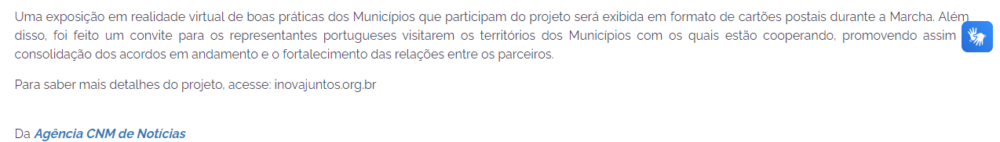 Uma exposição em realidade virtual de boas práticas dos Municípios que participam do projeto será exibida em formato de cartões postais durante a Marcha. Além
disso, foi feito um convite para os representantes portugueses visitarem os territórios dos Municípios com os quais estão cooperando, promovendo assim
consolidação dos acordos em andamento e o fortalecimento das relações entre os parceiros.
Para saber mais detalhes do projeto, acesse: inovajuntos.org.br
Da Agência CNM de Notícias